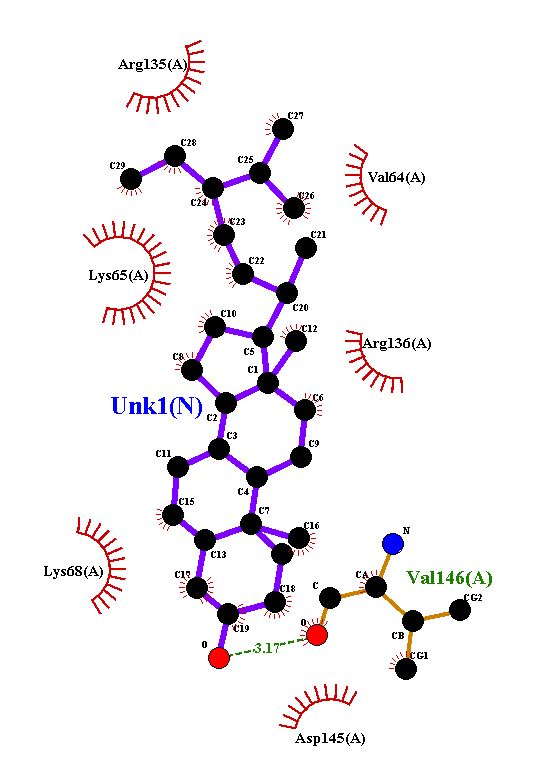 Arg135(A)
C27
C28
C29
C25
Val64(A)
C24
C26
C23
C21
Lys65(A)
C22
C20
C10
C12
C5
Arg136(A)
C8
C1
Unk1(N)
C6
C2
C3
C11
C9
C4
C15
C7
C16
N
C13
Lys68(A)
C17
C
CA
Val146(A)
C18
CG2
C19
O
CB
O
3.17
CG1
Asp145(A)